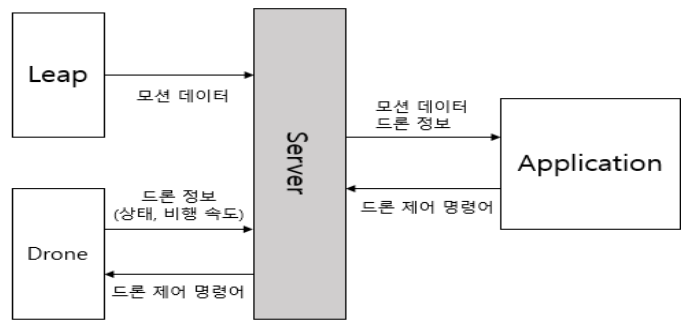 Leap
모션 데이터
Server
모션 데이터
드론 정보
Application
드론 제어 명령어
드론 정보
(상태, 비행 속도)
Drone
드론 제어 명령어